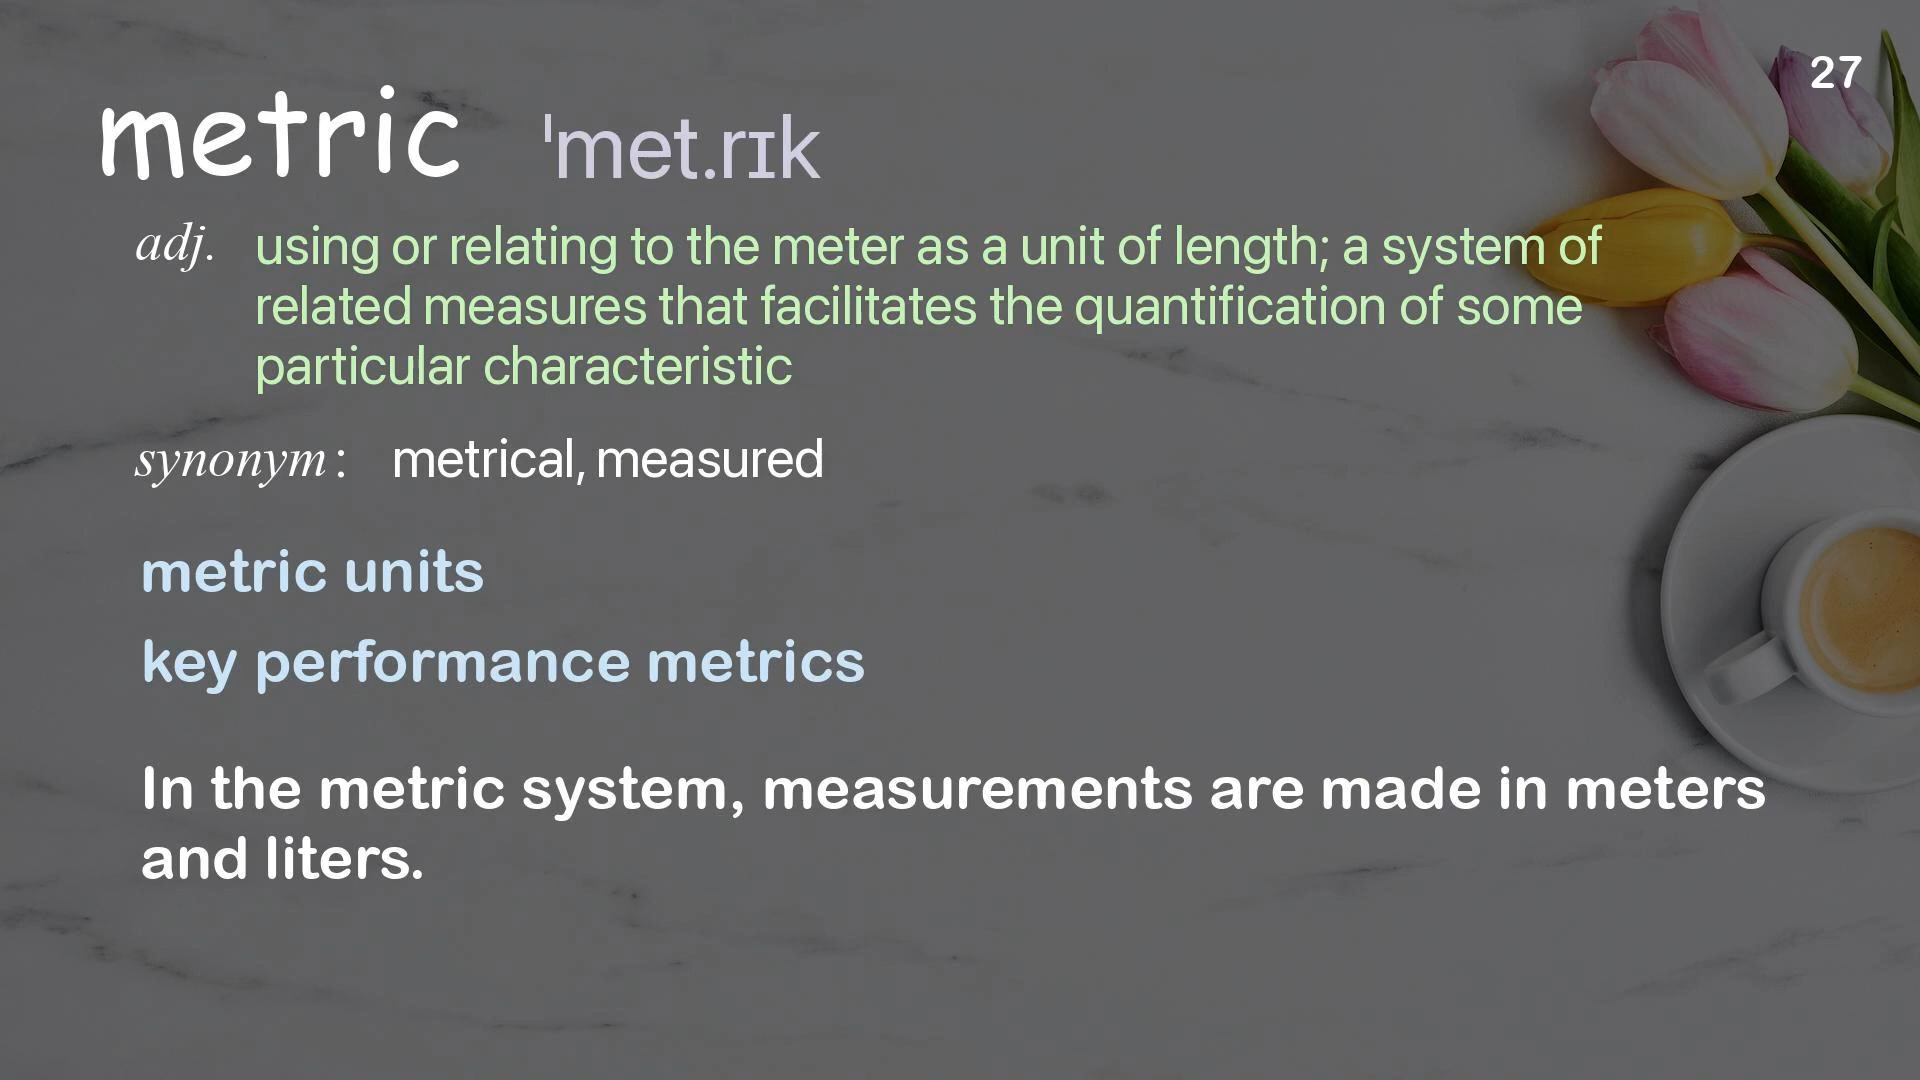 27
metric ˈmet.rɪk
adj. using or relating to the meter as a unit of length; a system of
related measures that facilitates the quantification of some
particular characteristic
synonym : metrical, measured
metric units
key performance metrics
In the metric system, measurements are made in meters
and liters.